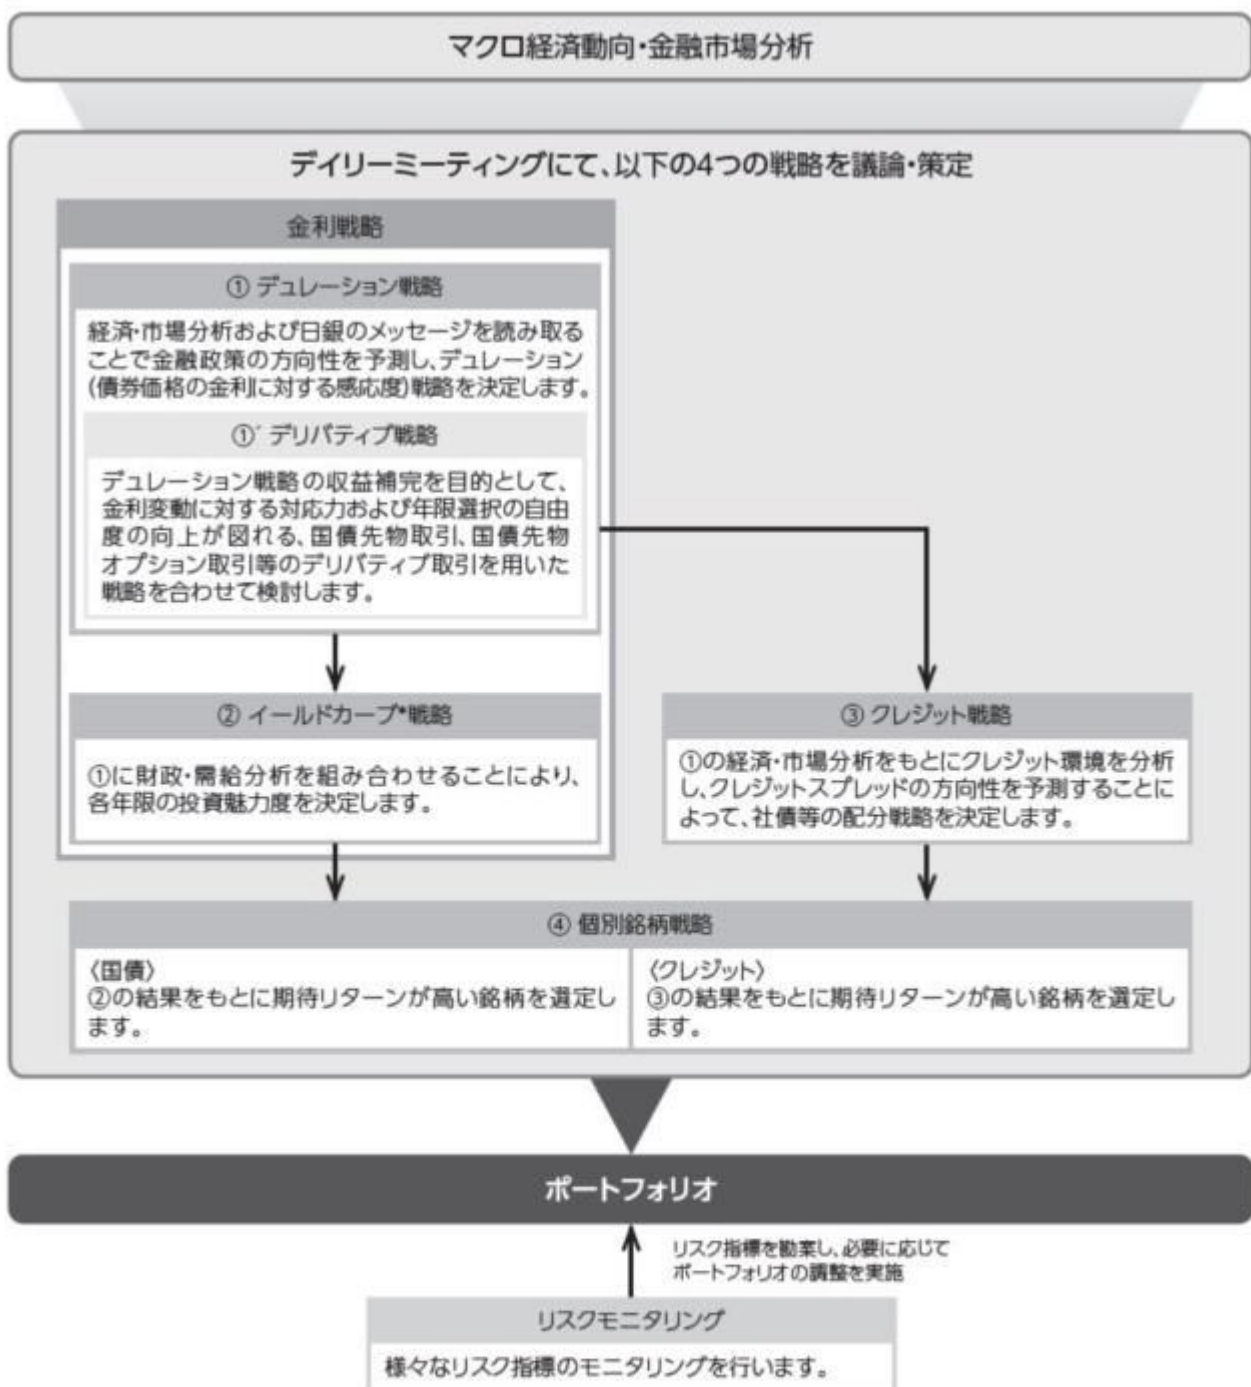 マクロ経済動向・金融市場分析
デイリーミーティングにて、以下の4つの戦略を議論・策定
金利戦略
① デュレーション戦略
経済・市場分析および日銀のメッセージを読み取る
ことで金融政策の方向性を予測し、デュレーション
(債券価格の金利に対する感応度)戦略を決定します。
①´ デリバティブ戦略
デュレーション戦略の収益補完を目的として、
金利変動に対する対応力および年限選択の自由
度の向上が図れる、国債先物取引、国債先物
オプション取引等のデリバティブ取引を用いた
戦略を合わせて検討します。
② イールドカーブ*戦略
①に財政・需給分析を組み合わせることにより、
各年限の投資魅力度を決定します。
③ クレジット戦略
①の経済・市場分析をもとにクレジット環境を分析
し、クレジットスプレッドの方向性を予測することに
よって、社債等の配分戦略を決定します。
④ 個別銘柄戦略
〈国債〉
②の結果をもとに期待リターンが高い銘柄を選定し
ます。
〈クレジット〉
③の結果をもとに期待リターンが高い銘柄を選定し
ます。
ポートフォリオ
リスク指標を勘案し、必要に応じて
ポートフォリオの調整を実施
リスクモニタリング
様々なリスク指標のモニタリングを行います。